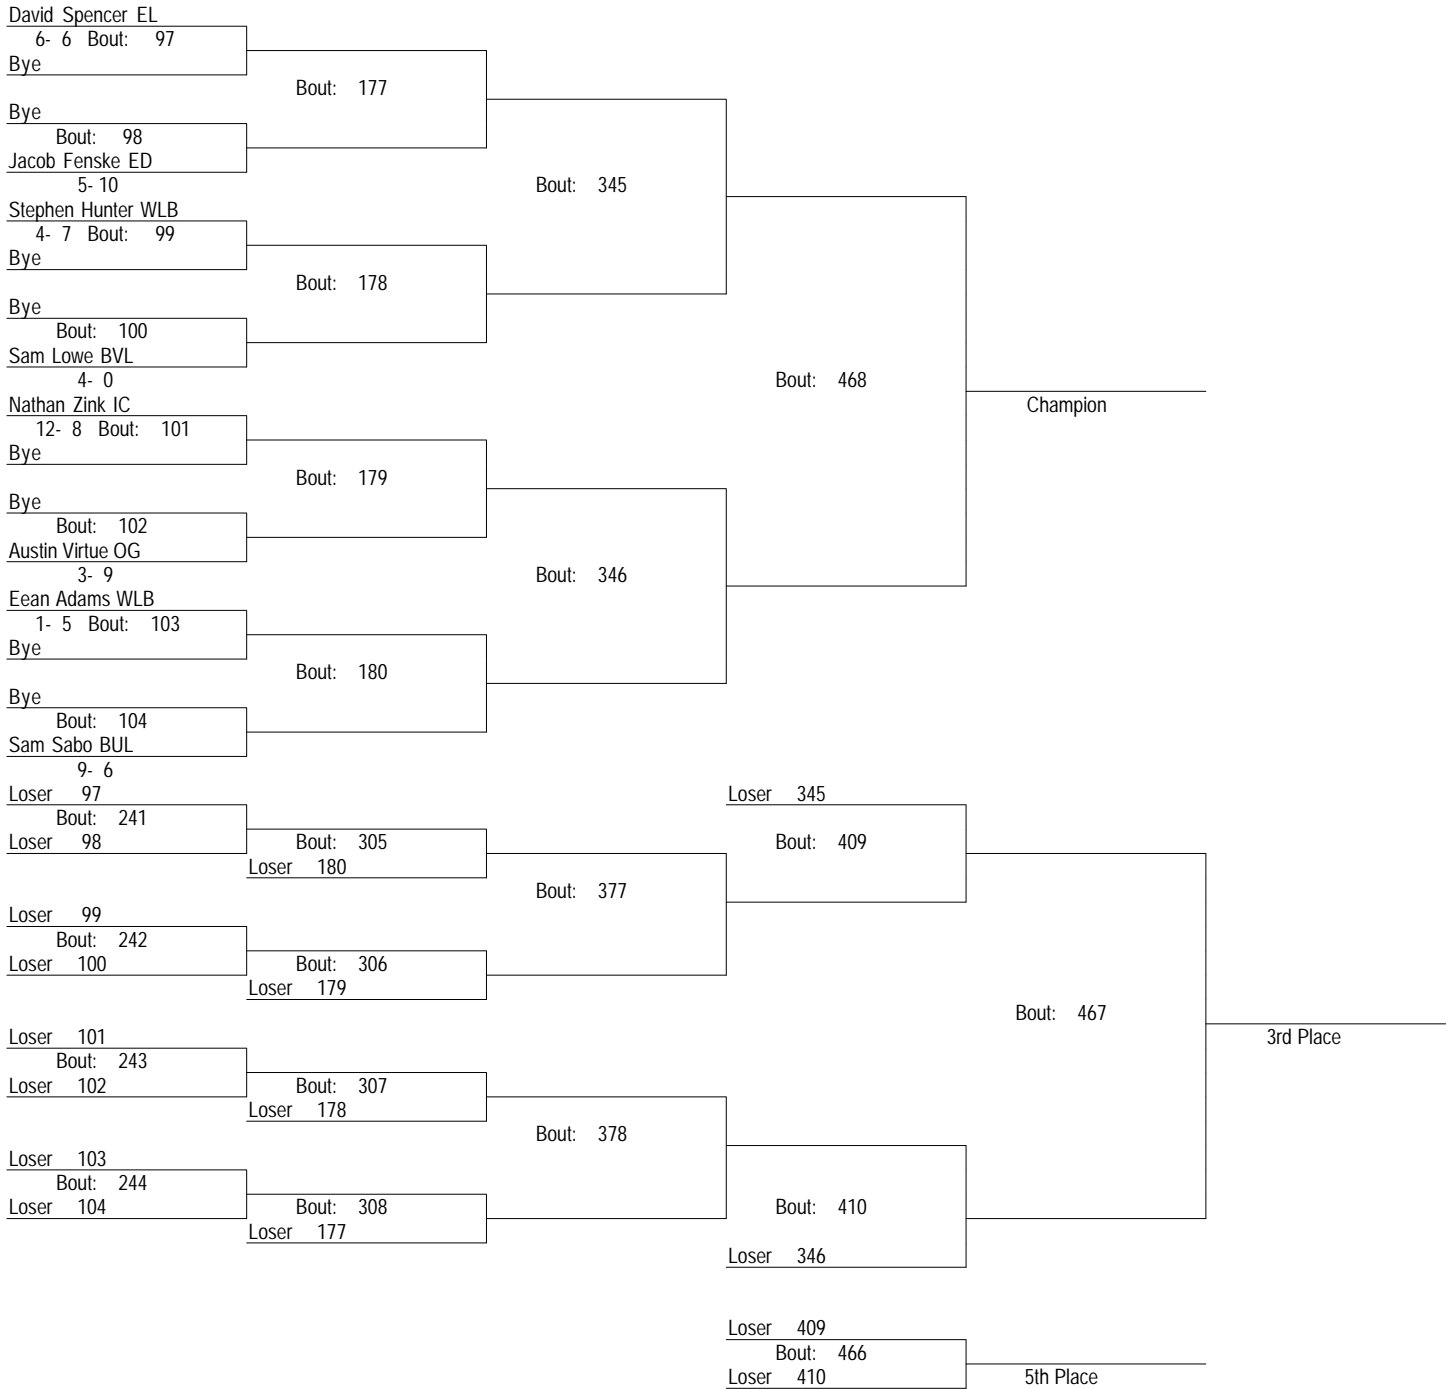 David Spencer EL
6- 6 Bout: 97
Bye
Bout: 177
Bye
Bout: 98
Jacob Fenske ED
5- 10
Bout: 345
Stephen Hunter WLB
4- 7 Bout: 99
Bye
Bout: 178
Bye
Bout: 100
Sam Lowe BVL
4- 0
Bout: 468
Nathan Zink IC
Champion
12- 8 Bout: 101
Bye
Bout: 179
Bye
Bout: 102
Austin Virtue OG
3- 9
Bout: 346
Eean Adams WLB
1- 5 Bout: 103
Bye
Bout: 180
Bye
Bout: 104
Sam Sabo BUL
9- 6
Loser 97
Loser 345
Bout: 241
Loser 98
Bout: 305
Bout: 409
Loser 180
Bout: 377
Loser 99
Bout: 242
Loser 100
Bout: 306
Loser 179
Bout: 467
Loser 101
3rd Place
Bout: 243
Loser 102
Bout: 307
Loser 178
Bout: 378
Loser 103
Bout: 244
Loser 104
Bout: 308
Bout: 410
Loser 177
Loser 346
Loser 409
Bout: 466
Loser 410
5th Place